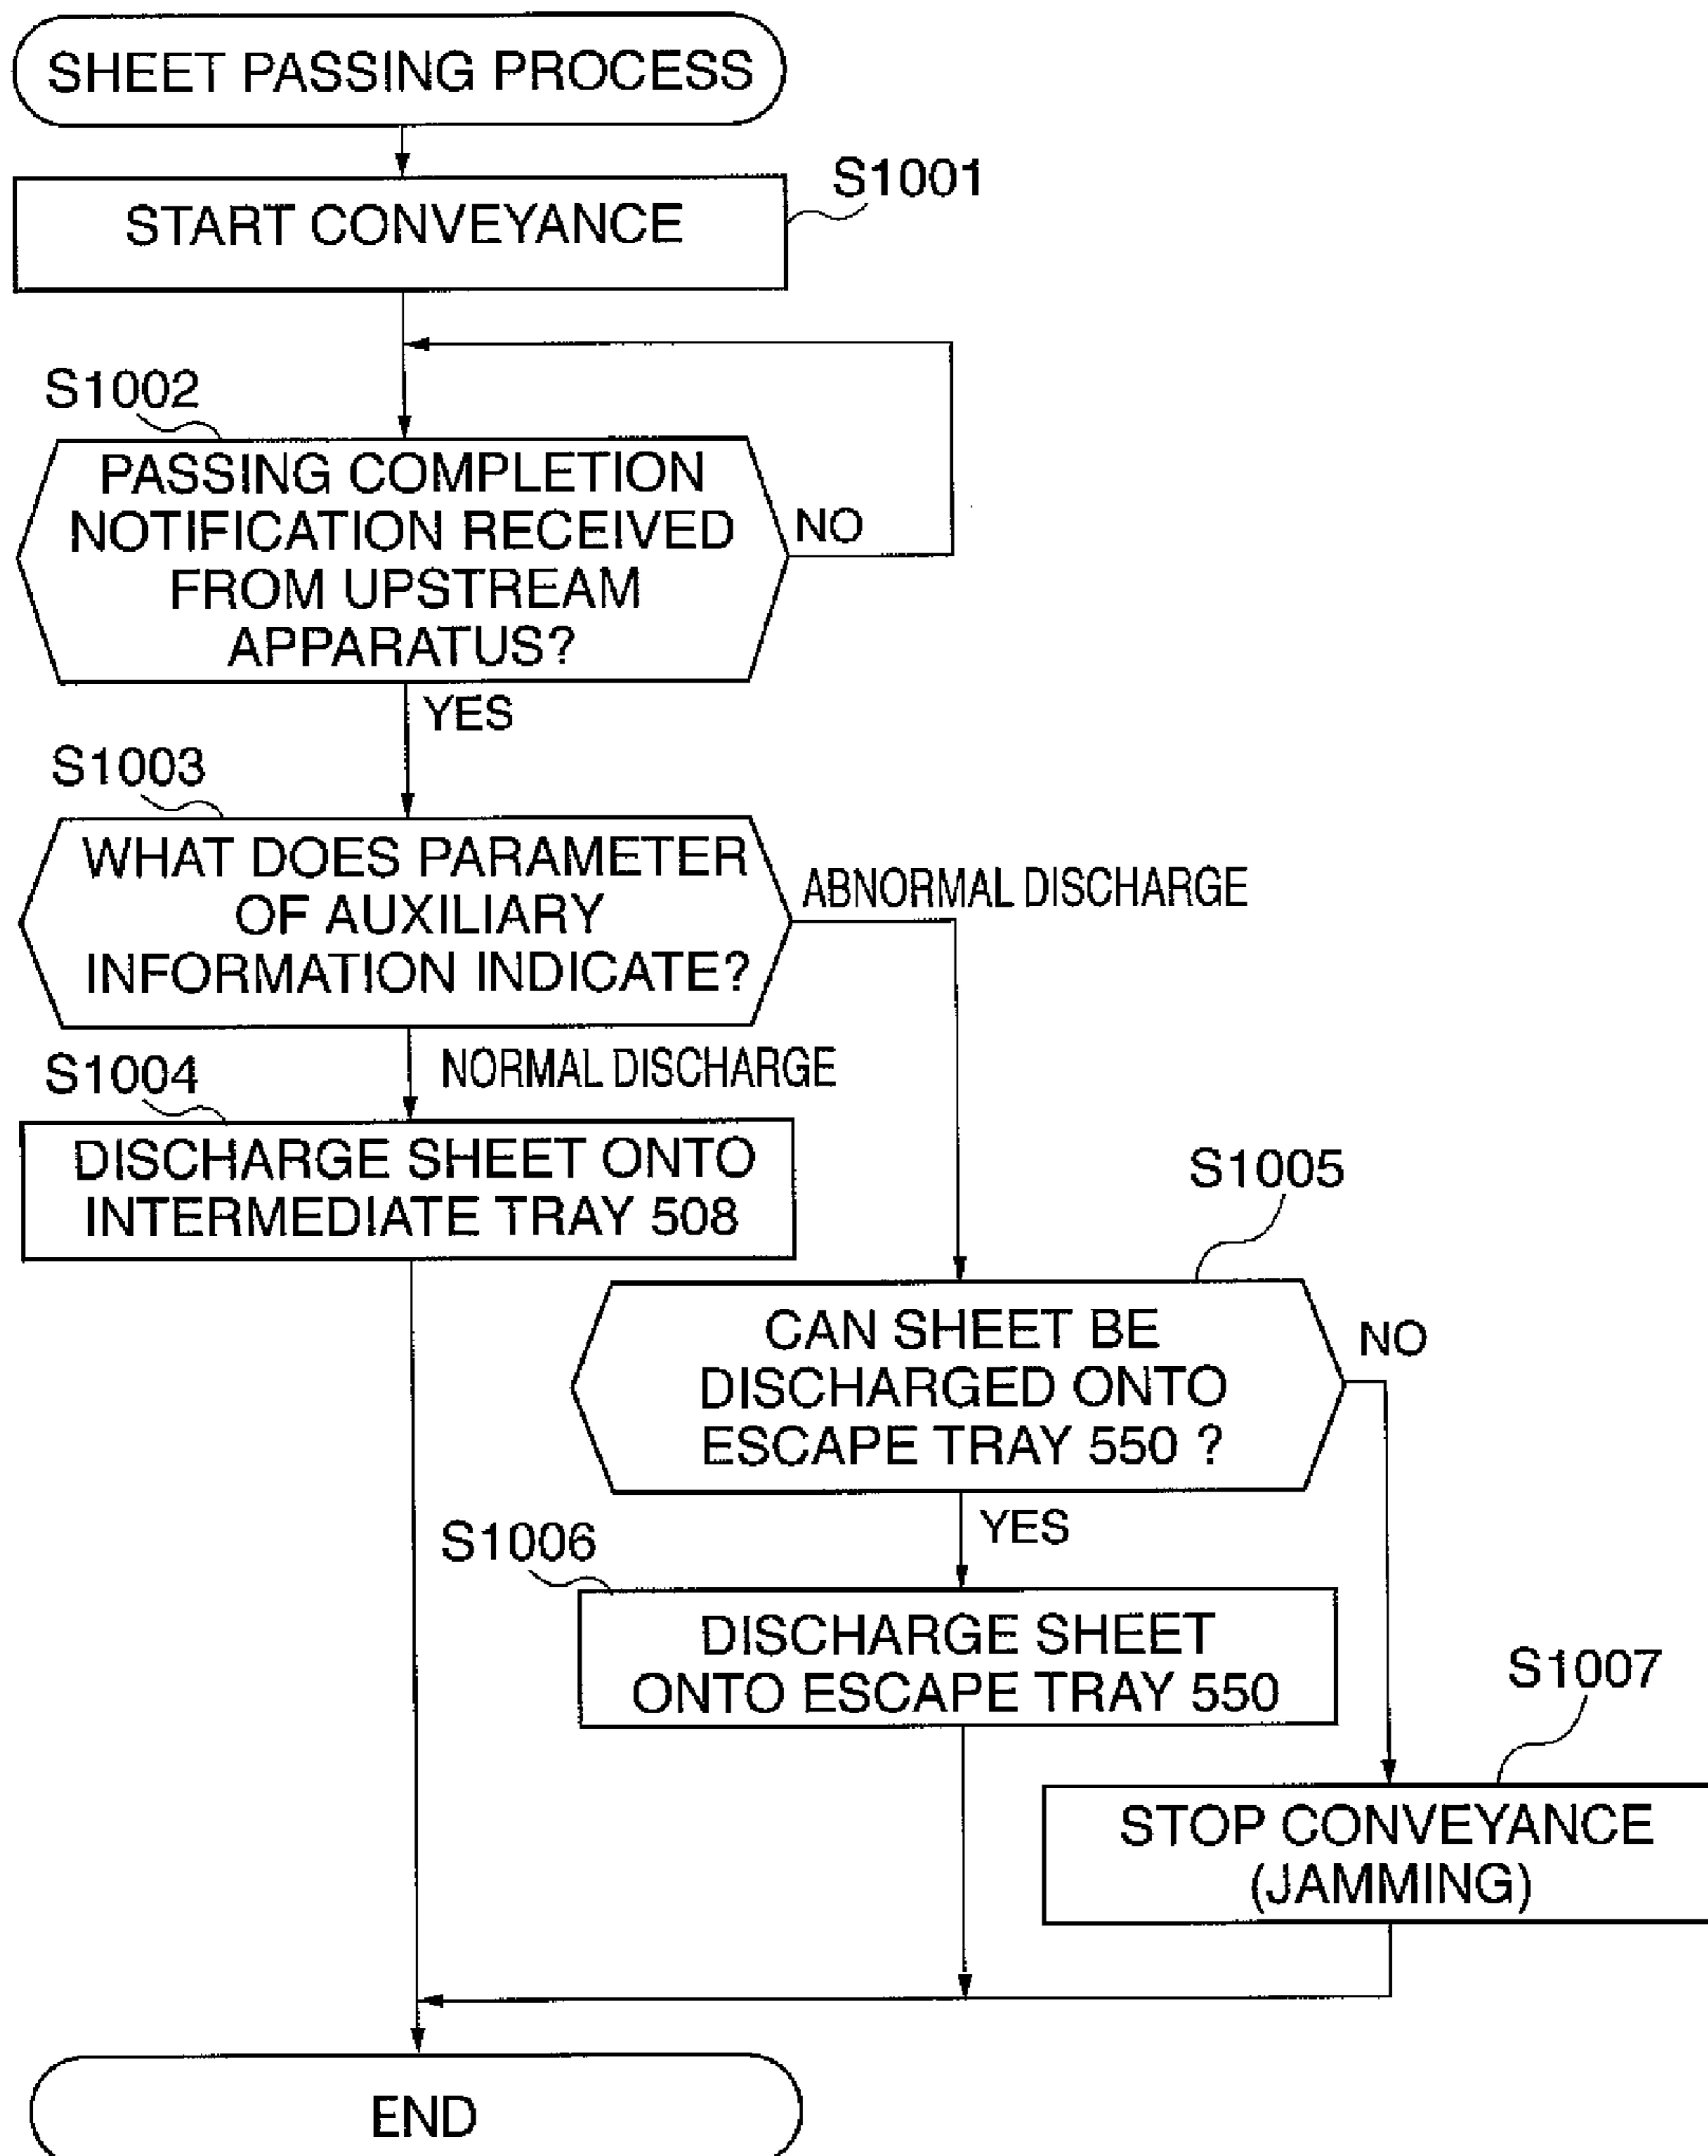 SHEET PASSING PROCESS
S1001
START CONVEYANCE
S1002
PASSING COMPLETION
NOTIFICATION RECEIVED
FROM UPSTREAM
APPARATUS?
NO
YES
S1003
WHAT DOES PARAMETER
OF AUXILIARY
INFORMATION INDICATE?
ABNORMAL DISCHARGE
NORMAL DISCHARGE
S1004
DISCHARGE SHEET ONTO
INTERMEDIATE TRAY 508
S1005
CAN SHEET BE
DISCHARGED ONTO
ESCAPE TRAY 550 ?
NO
YES
S1006
DISCHARGE SHEET
ONTO ESCAPE TRAY 550
S1007
STOP CONVEYANCE
(JAMMING)
END